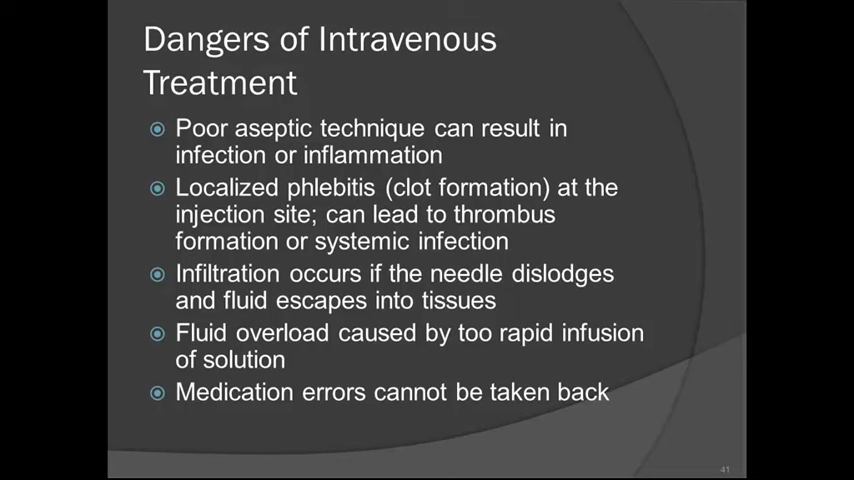 Dangers of Intravenous
Treatment
Poor aseptic technique can result in
infection or inflammation
Localized phlebitis (clot formation) at the
injection site; can lead to thrombus
formation or systemic infection
Infiltration occurs if the needle dislodges
and fluid escapes into tissues
Fluid overload caused by too rapid infusion
of solution
Medication errors cannot be taken back
41